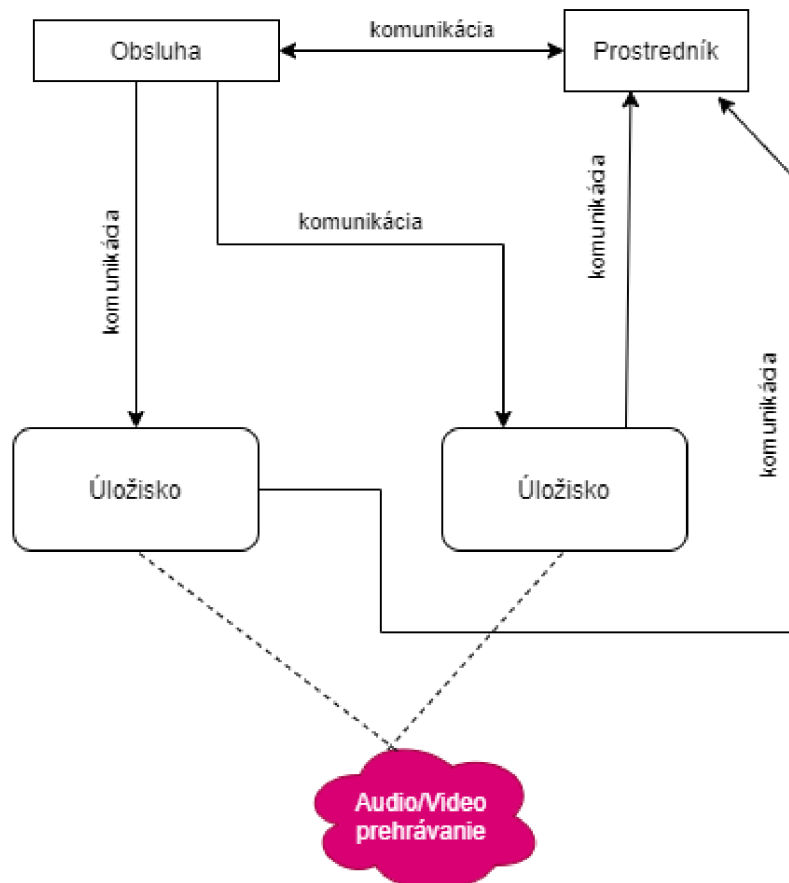 komunikácia
Obsluha
Prostredník
komunikácia
komunikácia
komunikácia
komunikácia
Úložisko
Úložisko
Audio/Video
prehrávanie